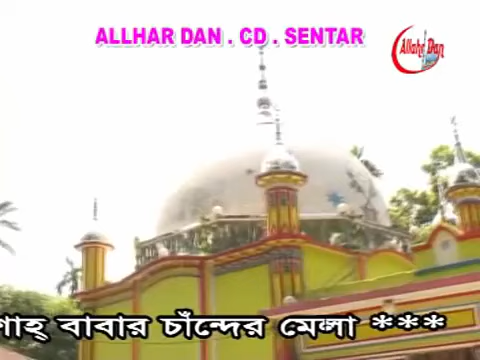 ALLHAR DAN . CD . SENTAR
Allahr Dan
শাহ্ বাবার চাঁন্দের মেলা ***